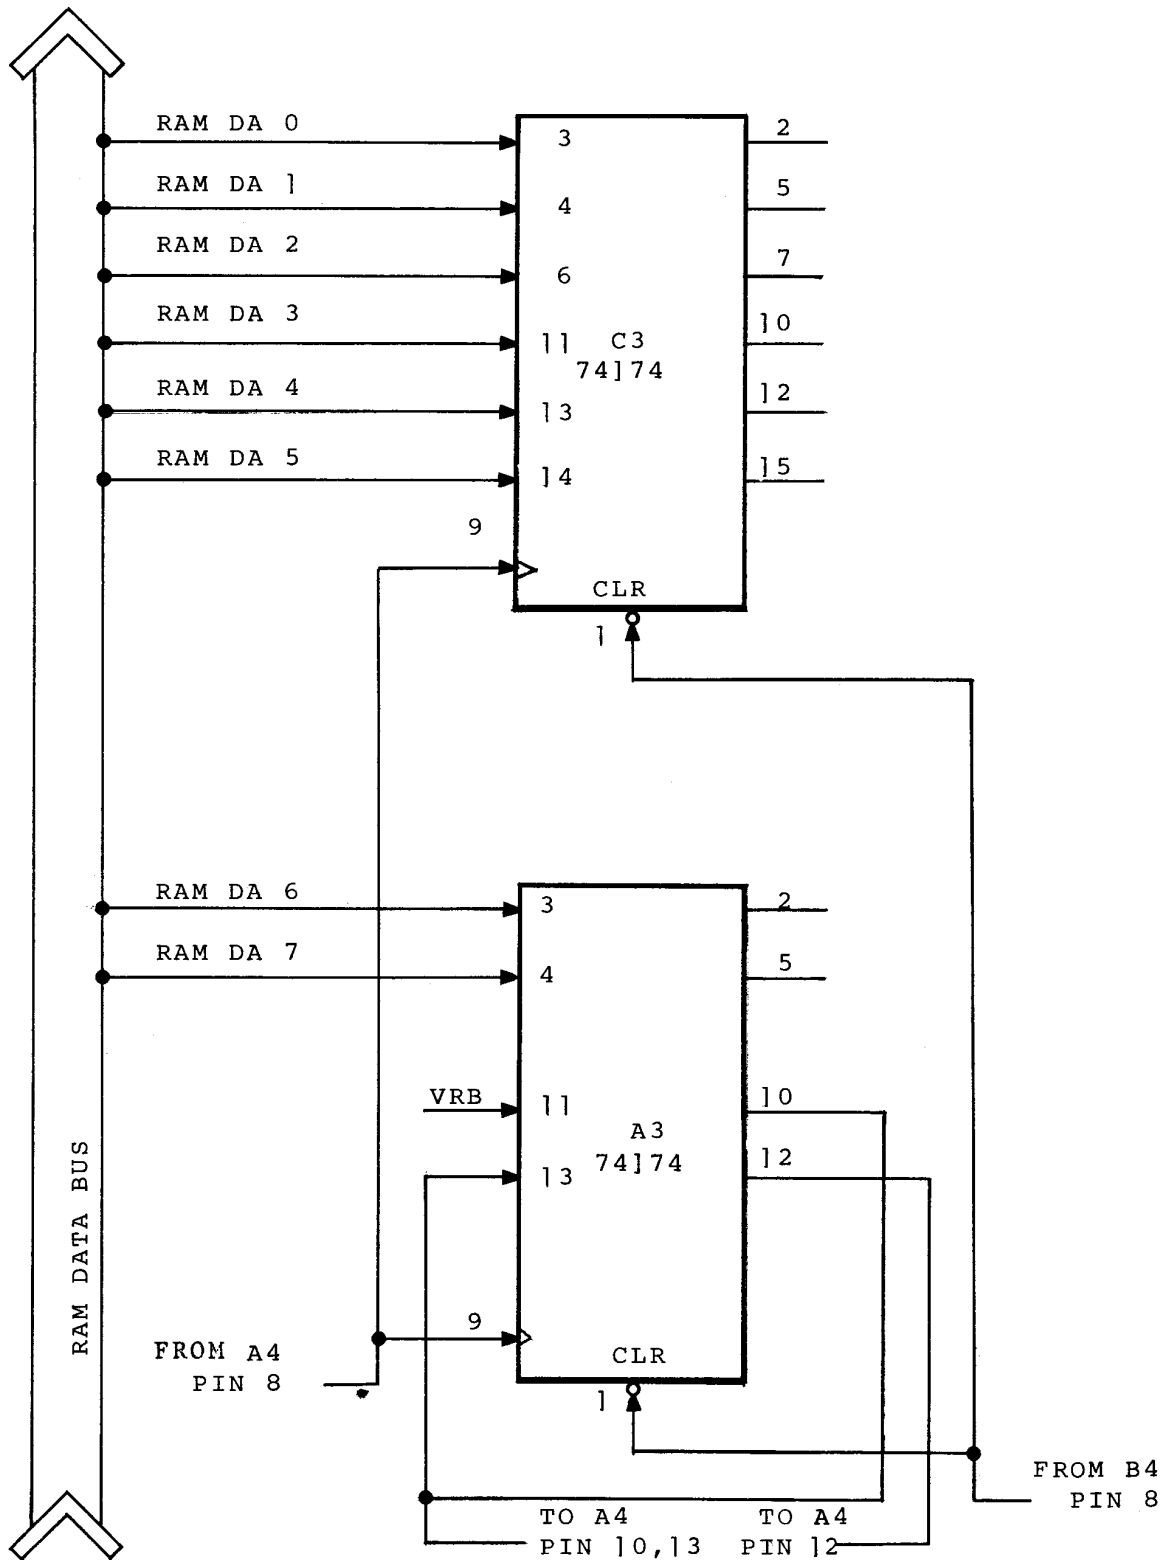 RAM DA 0
3
2
RAM DA 1
4
5
RAM DA 2
6
7
RAM DA 3
11
C3
10
74174
RAM DA 4
13
12
RAM DA 5
14
15
9
CLR
1
RAM DA 6
3
2
RAM DA 7
4
5
VRB
11
10
A3
74174
13
12
RAM DATA BUS
9
FROM A4
PIN 8
CLR
1
FROM B4
PIN 8
TO A4
PIN 10,13
TO A4
PIN 12